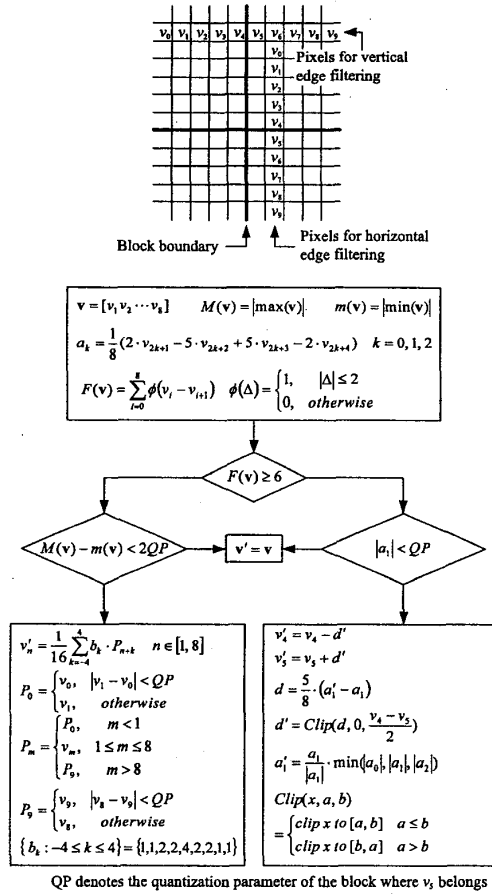 v₀ v₁ v₂ v₃ v₄ v₅ v₆ v₇ v₈ v₉
v₀
v₁
v₂
v₃
v₄
v₅
v₆
v₇
v₈
v₉
Pixels for vertical
edge filtering
Block boundary
Pixels for horizontal
edge filtering
v = [v₁ v₂ ⋯ v₈] M(v) = |max(v)| m(v) = |min(v)|
aₖ = 1/8 (2 · v₂ₖ₊₁ − 5 · v₂ₖ₊₂ + 5 · v₂ₖ₊₃ − 2 · v₂ₖ₊₄) k = 0, 1, 2
F(v) = ∑_{i=0}^{8} ϕ(vᵢ − vᵢ₊₁) ϕ(Δ) = { 1, |Δ| ≤ 2
0, otherwise
F(v) ≥ 6
M(v) − m(v) < 2QP
v' = v
|a₁| < QP
v'ₙ = 1/16 ∑_{k=−4}^{4} bₖ · Pₙ₊ₖ n ∈ [1, 8]
P₀ = { v₀, |v₁ − v₀| < QP
v₁, otherwise
Pₘ = { P₀, m < 1
vₘ, 1 ≤ m ≤ 8
P₉, m > 8
P₉ = { v₉, |v₈ − v₉| < QP
v₈, otherwise
{bₖ : −4 ≤ k ≤ 4} = {1,1,2,2,4,2,2,1,1}
v'₄ = v₄ − d'
v'₅ = v₅ + d'
d = 5/8 · (a'₁ − a₁)
d' = Clip(d, 0, (v₄ − v₅)/2)
a'₁ = a₁/|a₁| · min(|a₀|, |a₁|, |a₂|)
Clip(x, a, b)
= { clip x to [a, b] a ≤ b
clip x to [b, a] a > b
QP denotes the quantization parameter of the block where v₅ belongs